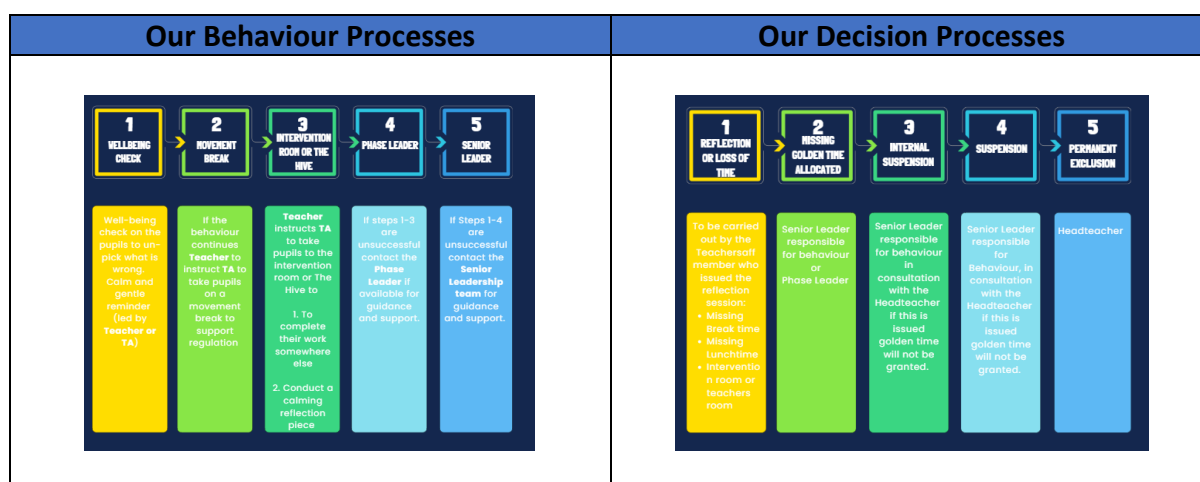 Our Behaviour Processes
Our Decision Processes
1
WELLBEING
CHECK
2
MOVEMENT
BREAK
3
INTERVENTION
ROOM OR THE
HIVE
4
PHASE LEADER
5
SENIOR
LEADER
Well-being
check on the
pupils to un-
pick what is
wrong.
Calm and
gentle
reminder
(led by
Teacher or
TA)
If the
behaviour
continues
Teacher to
instruct TA to
take pupils
on a
movement
break to
support
regulation
Teacher
instructs TA
to take
pupils to the
intervention
room or The
Hive to
1. To
complete
their work
somewhere
else
2. Conduct a
calming
reflection
piece
If steps 1-3
are
unsuccessful
contact the
Phase
Leader if
available for
guidance
and support.
If Steps 1-4
are
unsuccessful
contact the
Senior
Leadership
team for
guidance
and support.
1
REFLECTION
OR LOSS OF
TIME
2
MISSING
GOLDEN TIME
ALLOCATED
3
INTERNAL
SUSPENSION
4
SUSPENSION
5
PERMANENT
EXCLUSION
To be carried
out by the
Teachersaff
member who
issued the
reflection
session:
• Missing
Break time
• Missing
Lunchtime
• Interventio
n room or
teachers
room
Senior Leader
responsible
for behaviour
or
Phase Leader
Senior Leader
responsible
for behaviour
in
consultation
with the
Headteacher
if this is
issued
golden time
will not be
granted.
Senior Leader
responsible
for
Behaviour, in
consultation
with the
Headteacher
if this is
issued
golden time
will not be
granted.
Headteacher